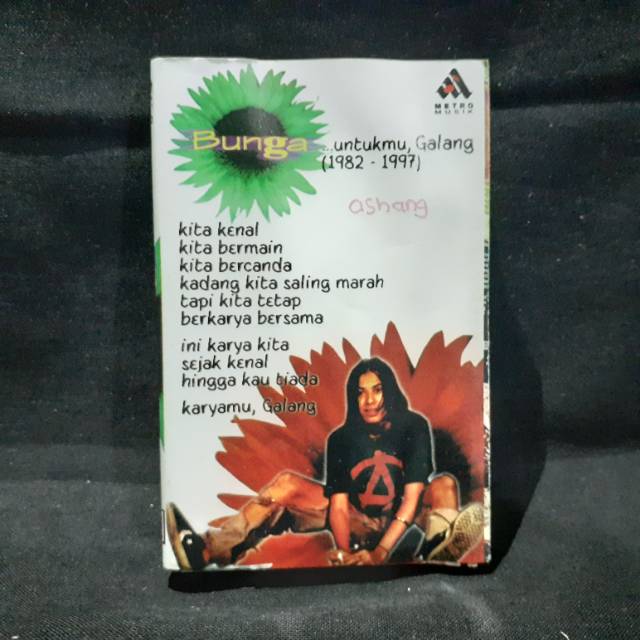 METRO
MUSIK
Bunga
...untukmu, Galang
(1982 - 1997)
ashang
kita kenal
kita bermain
kita bercanda
kadang kita saling marah
tapi kita tetap
berkarya bersama
ini karya kita
sejak kenal
hingga kau tiada
karyamu, Galang